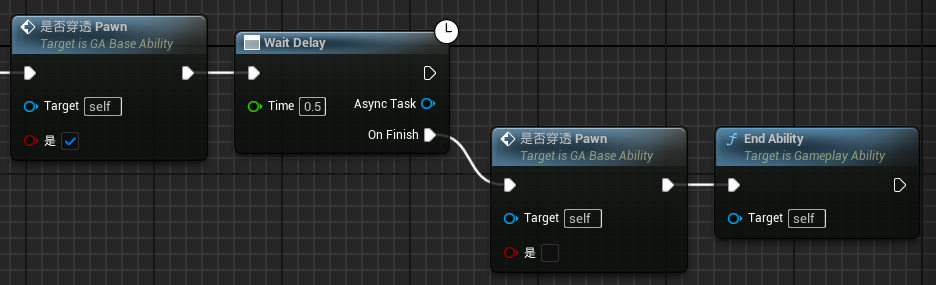 是否穿透 Pawn
Target is GA Base Ability
Target self
是
Wait Delay
Time 0.5
Async Task
On Finish
是否穿透 Pawn
Target is GA Base Ability
Target self
是
End Ability
Target is Gameplay Ability
Target self